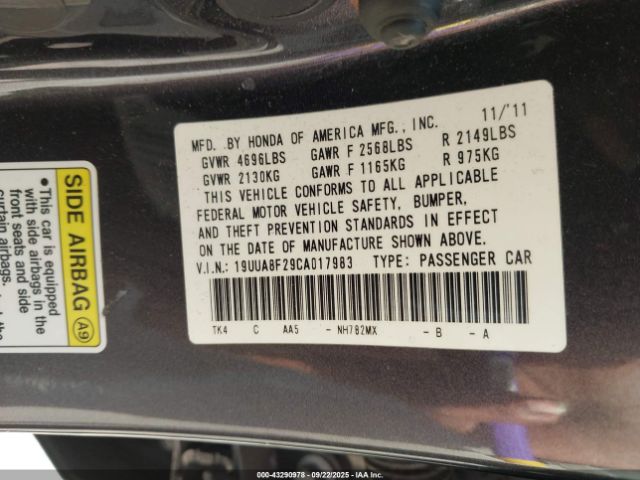 MFD. BY HONDA OF AMERICA MFG., INC. 11/'11
GVWR 4696LBS GAWR F 2568LBS R 2149LBS
GVWR 2130KG GAWR F 1165KG R 975KG
THIS VEHICLE CONFORMS TO ALL APPLICABLE
FEDERAL MOTOR VEHICLE SAFETY, BUMPER,
AND THEFT PREVENTION STANDARDS IN EFFECT
ON THE DATE OF MANUFACTURE SHOWN ABOVE.
V.I.N.: 19UUA8F29CA017983 TYPE: PASSENGER CAR
TK4 C AA5 -NH782MX -B -A
SIDE AIRBAG A9
•This car is equipped
with side airbags in the
front seats and side
curtain airbags.
000-43290978 - 09/22/2025 - IAAI Copart